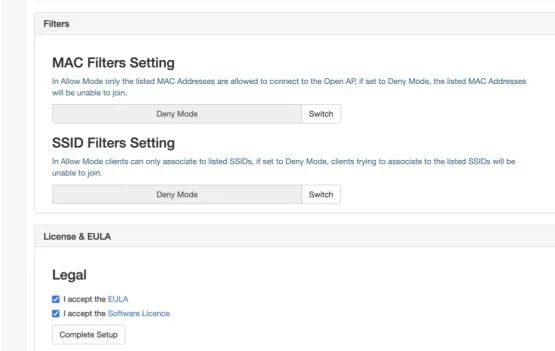 Filters
MAC Filters Setting
In Allow Mode only the listed MAC Addresses are allowed to connect to the Open AP, if set to Deny Mode, the listed MAC Addresses
will be unable to join.
Deny Mode Switch
SSID Filters Setting
In Allow Mode clients can only associate to listed SSIDs, if set to Deny Mode, clients trying to associate to the listed SSIDs will be
unable to join.
Deny Mode Switch
License & EULA
Legal
I accept the EULA
I accept the Software Licence
Complete Setup